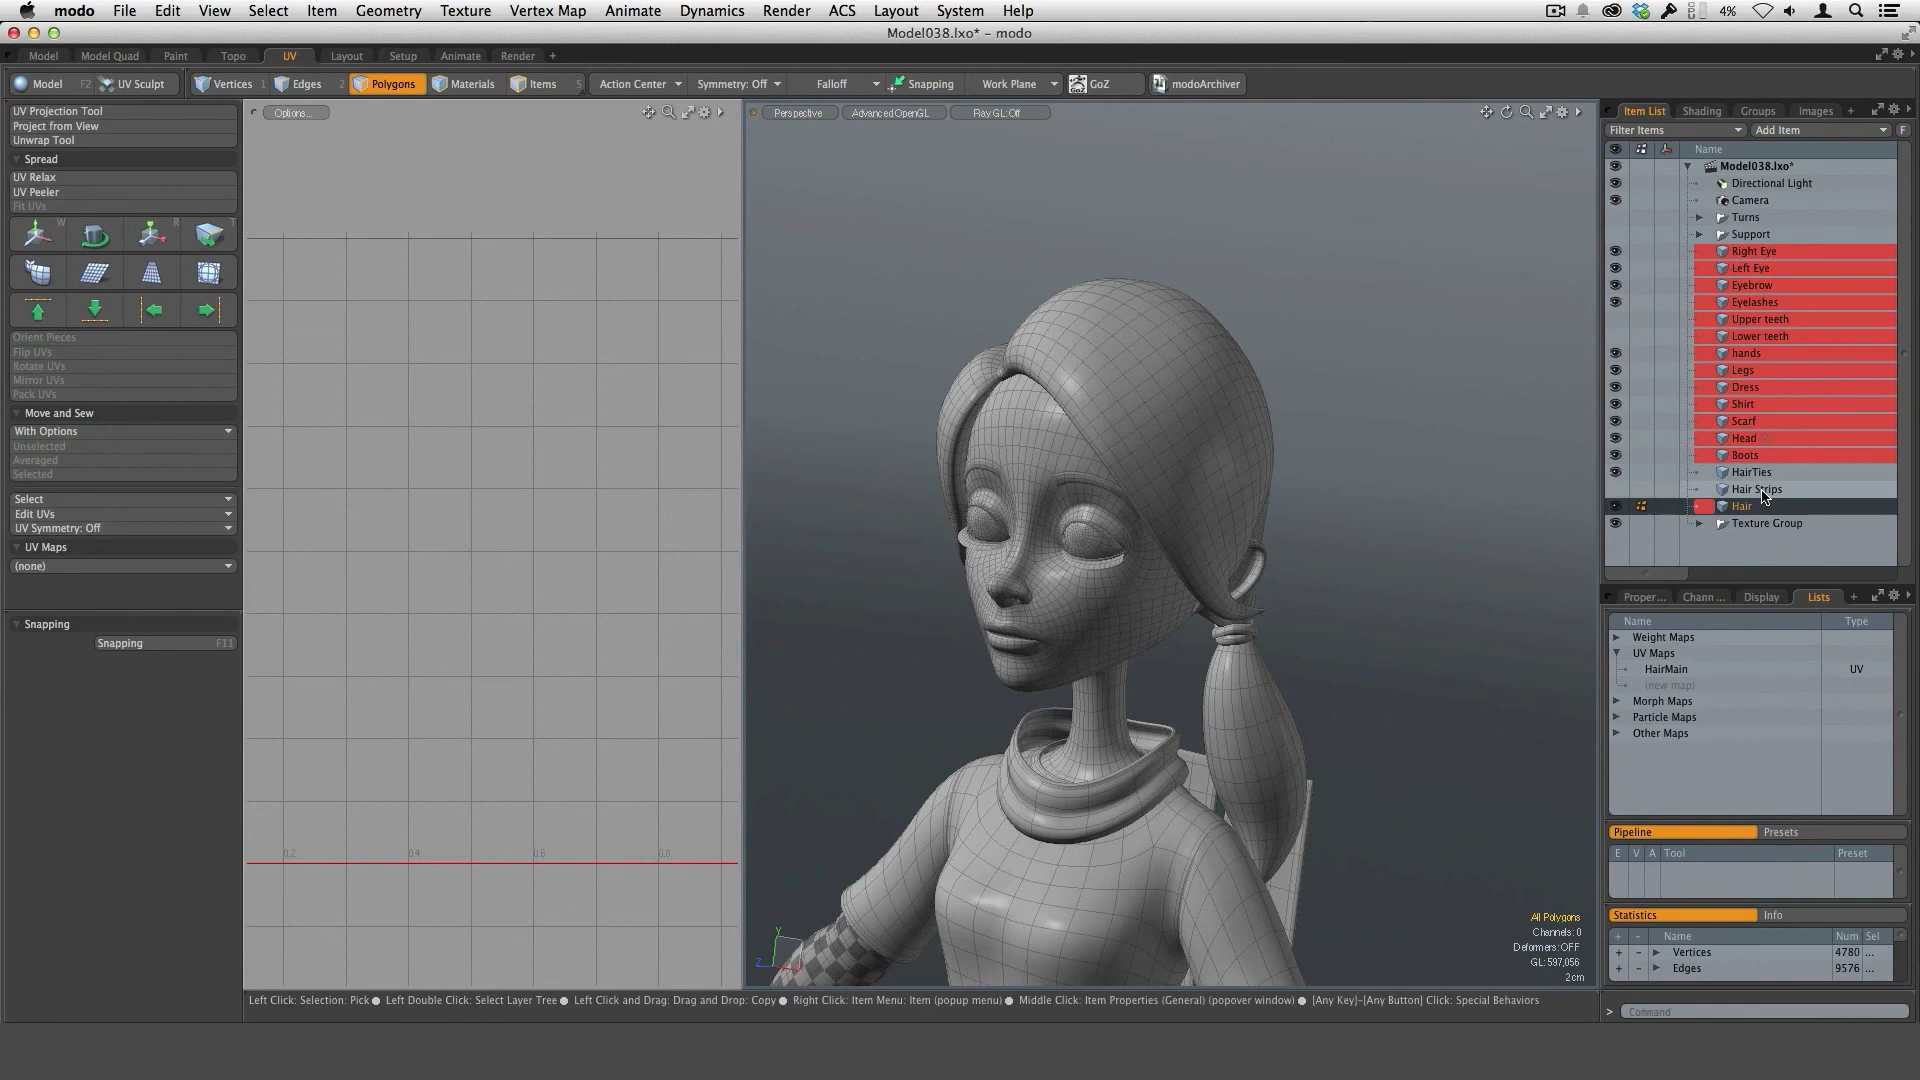 modo File Edit View Select Item Geometry Texture Vertex Map Animate Dynamics Render ACS Layout System Help 4%
Model038.lxo* - modo
Model Model Quad Paint Topo UV Layout Setup Animate Render +
Model F2 UV Sculpt Vertices 1 Edges 2 Polygons Materials Items 5 Action Center Symmetry: Off Falloff Snapping Work Plane GoZ modoArchiver
UV Projection Tool
Project from View
Unwrap Tool
Spread
UV Relax
UV Peeler
Fit UVs
W R T
Orient Pieces
Flip UVs
Rotate UVs
Mirror UVs
Pack UVs
Move and Sew
With Options
Unselected
Averaged
Selected
Select
Edit UVs
UV Symmetry: Off
UV Maps
(none)
Snapping
Snapping F11
Options...
0.2 0.4 0.6 0.8
Perspective Advanced OpenGL Ray GL: Off
All Polygons
Channels: 0
Deformers: OFF
GL: 597,056
2 cm
Y
Z
Left Click: Selection: Pick ● Left Double Click: Select Layer Tree ● Left Click and Drag: Drag and Drop: Copy ● Right Click: Item Menu: Item (popup menu) ● Middle Click: Item Properties (General) (popover window) ● [Any Key]-[Any Button] Click: Special Behaviors
Item List Shading Groups Images +
Filter Items Add Item F
Name
Model038.lxo*
Directional Light
Camera
Turns
Support
Right Eye
Left Eye
Eyebrow
Eyelashes
Upper teeth
Lower teeth
hands
Legs
Dress
Shirt
Scarf
Head
Boots
HairTies
Hair Strips
Hair
Texture Group
Proper... Chann ... Display Lists +
Name Type
Weight Maps
UV Maps
HairMain UV
(new map)
Morph Maps
Particle Maps
Other Maps
Pipeline Presets
E V A Tool Preset
Statistics Info
+ - Name Num Sel
+ - Vertices 4780 ...
+ - Edges 9576 ...
> Command